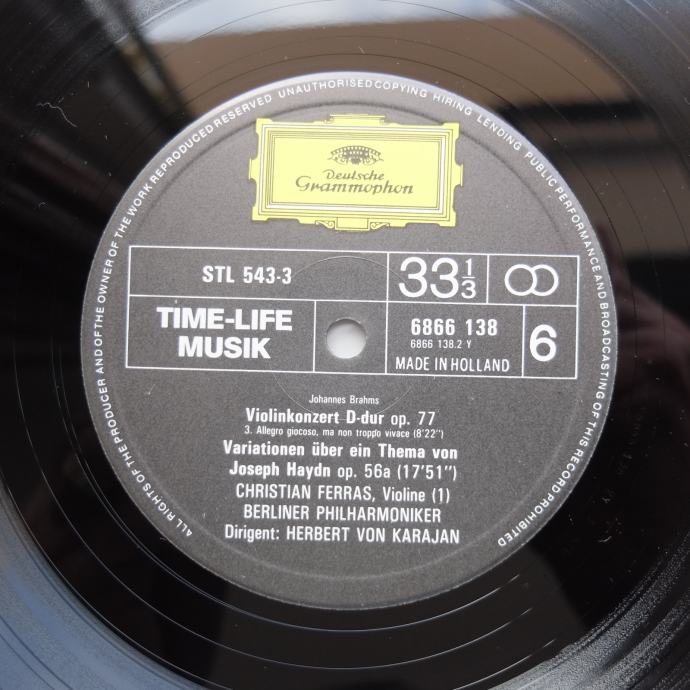 ALL RIGHTS OF THE PRODUCER AND OF THE OWNER OF THE WORK REPRODUCED RESERVED UNAUTHORISED COPYING HIRING LENDING PUBLIC PERFORMANCE AND BROADCASTING OF THIS RECORD PROHIBITED
Deutsche
Grammophon
STL 543-3
33 1/3
TIME-LIFE
MUSIK
6866 138
6866 138.2 Y
MADE IN HOLLAND
6
Johannes Brahms
Violinkonzert D-dur op. 77
3. Allegro giocoso, ma non troppo vivace (8'22")
Variationen über ein Thema von
Joseph Haydn op. 56a (17'51")
CHRISTIAN FERRAS, Violine (1)
BERLINER PHILHARMONIKER
Dirigent: HERBERT VON KARAJAN